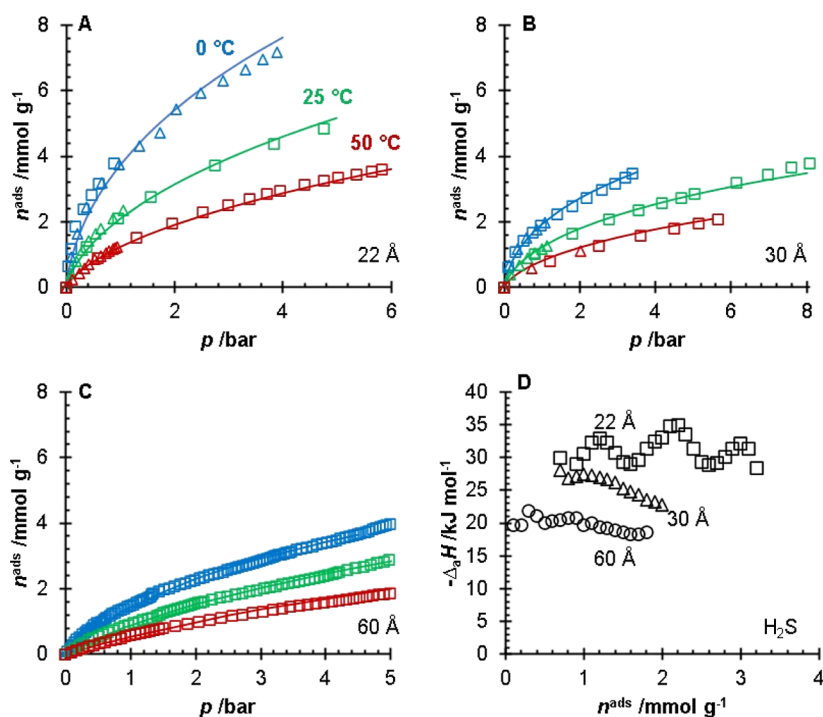 A
8
6
4
2
0
0 °C
25 °C
50 °C
22 Å
0
2
4
6
p /bar
nᵃᵈˢ /mmol g⁻¹
B
8
6
4
2
0
30 Å
0
2
4
6
8
p /bar
nᵃᵈˢ /mmol g⁻¹
C
8
6
4
2
0
60 Å
0
1
2
3
4
5
p /bar
nᵃᵈˢ /mmol g⁻¹
D
40
35
30
25
20
15
10
5
0
22 Å
30 Å
60 Å
H₂S
0
1
2
3
4
nᵃᵈˢ /mmol g⁻¹
-ΔₐH /kJ mol⁻¹